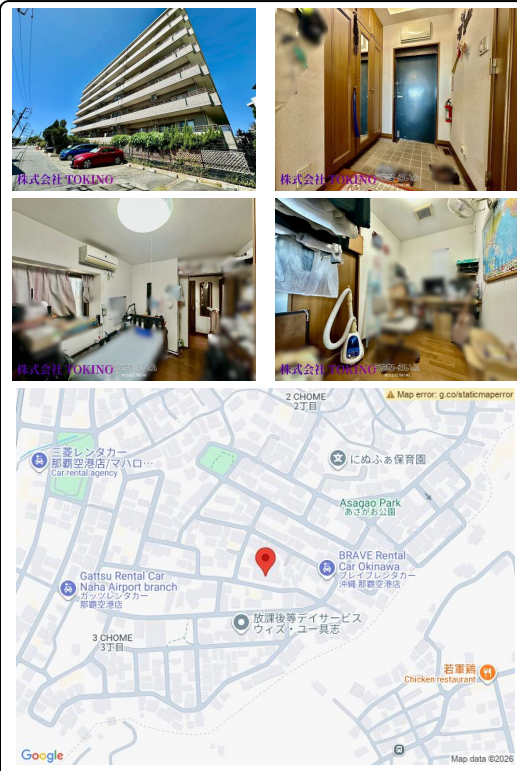 株式会社 TOKINO
株式会社 TOKINO
株式会社 TOKINO
株式会社 TOKINO
Map error: g.co/staticmaperror
2 CHOME
2丁目
三菱レンタカー
那覇空港店/マハロ…
Car rental agency
にぬふぁ保育園
Asagao Park
あさがお公園
BRAVE Rental
Car Okinawa
ブレイブレンタカー
沖縄 那覇空港店
Gattsu Rental Car
Naha Airport branch
ガッツレンタカー
那覇空港店
放課後等デイサービス
ウィズ・ユー具志
3 CHOME
3丁目
若軍鶏
Chicken restaurant
Google
Map data ©2026